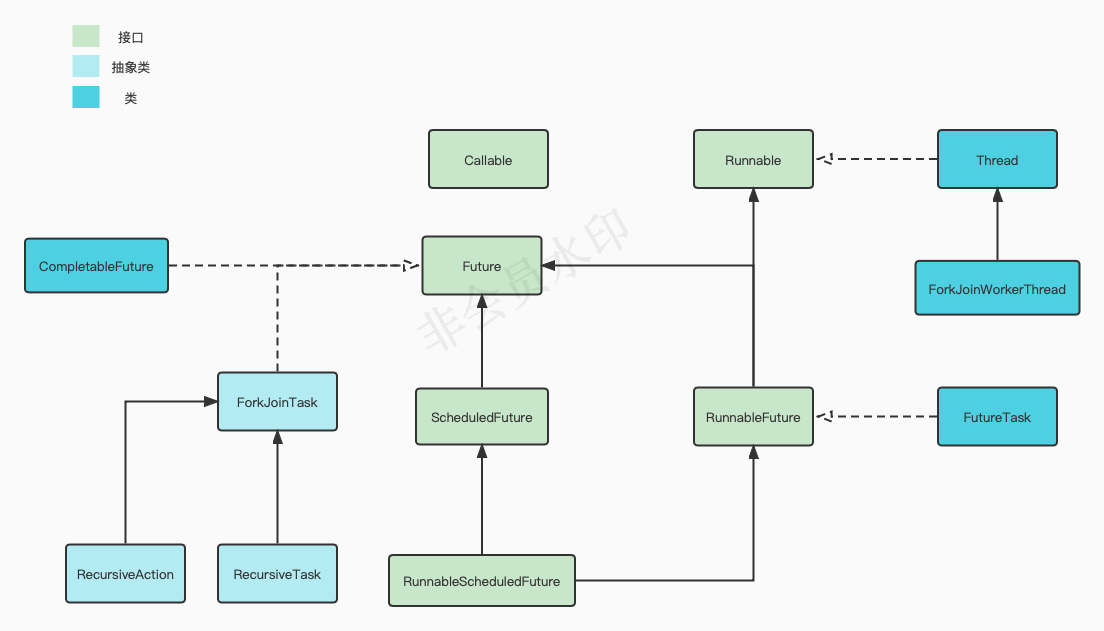 接口
抽象类
类
Callable
Runnable
Thread
CompletableFuture
Future
ForkJoinWorkerThread
ForkJoinTask
ScheduledFuture
RunnableFuture
FutureTask
RecursiveAction
RecursiveTask
RunnableScheduledFuture
非会员水印